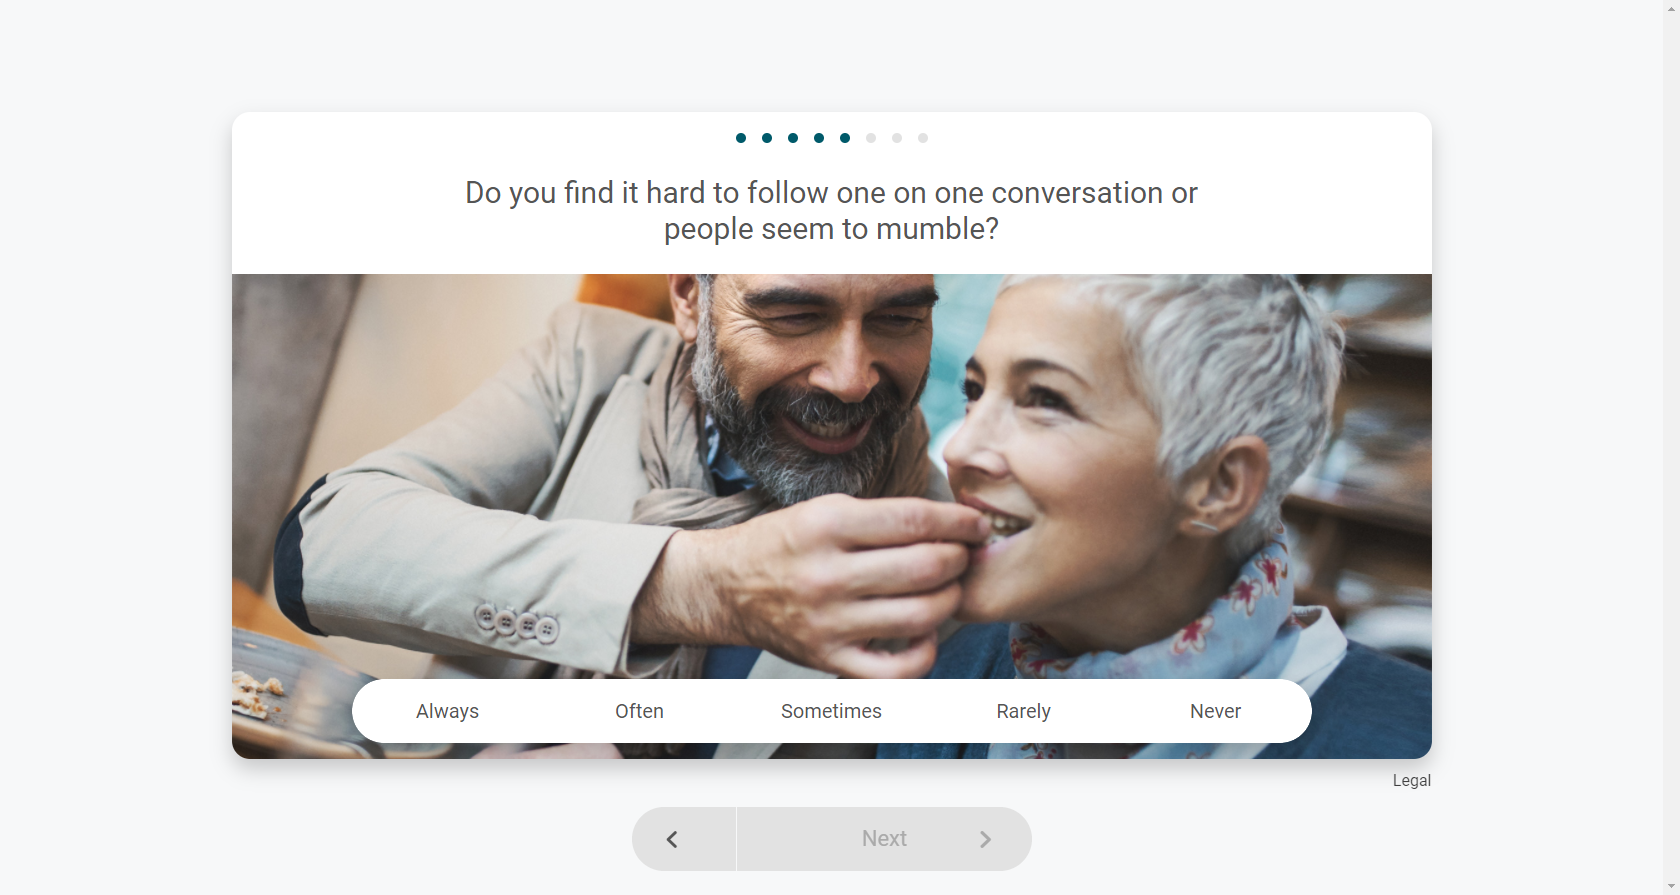 Do you find it hard to follow one on one conversation or
people seem to mumble?
Always Often Sometimes Rarely Never
Legal
Next